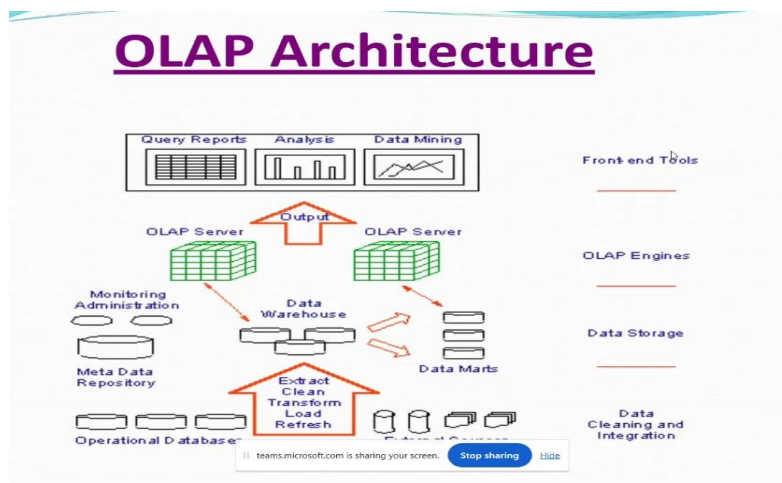 OLAP Architecture
Query Reports
Analysis
Data Mining
Front end Tools
Output
OLAP Server
OLAP Server
OLAP Engines
Monitoring
Administration
Data
Warehouse
Data Storage
Meta Data
Repository
Data Marts
Extract
Clean
Transform
Load
Refresh
Data
Cleaning and
Integration
Operational Databases
teams.microsoft.com is sharing your screen.
Stop sharing
Hide